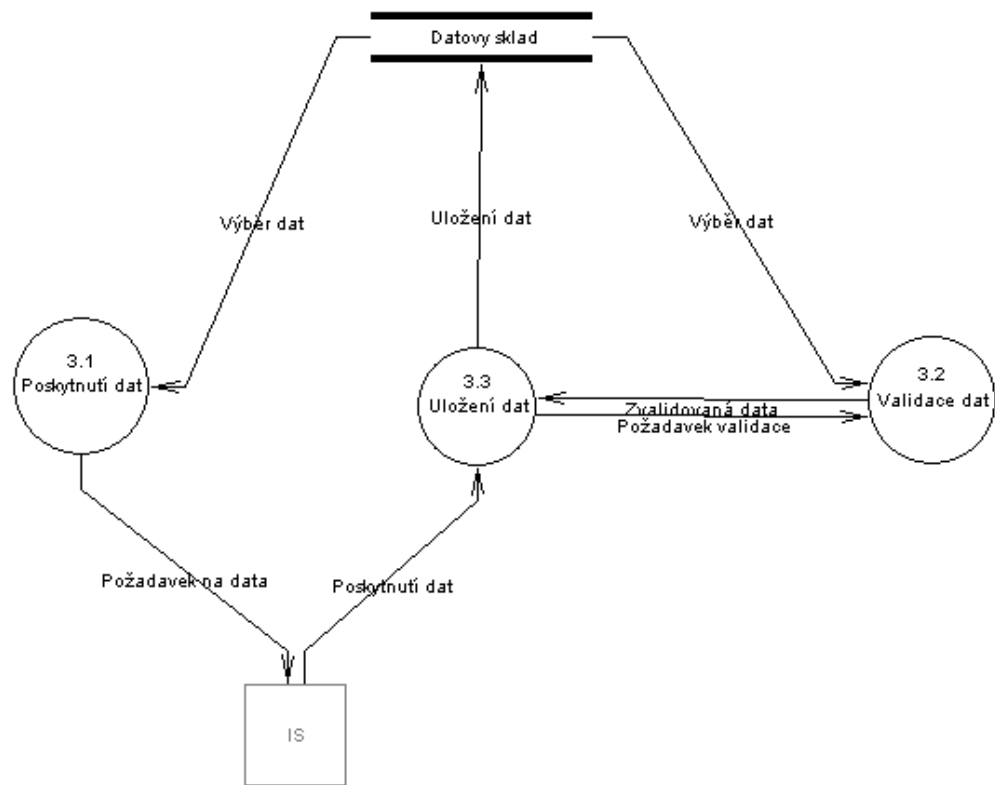 Datovy sklad
Výběr dat
Uložení dat
Výběr dat
3.1
Poskytnutí dat
3.3
Uložení dat
3.2
Validace dat
Zvalidovaná data
Požadavek validace
Požadavek na data
Poskytnutí dat
IS